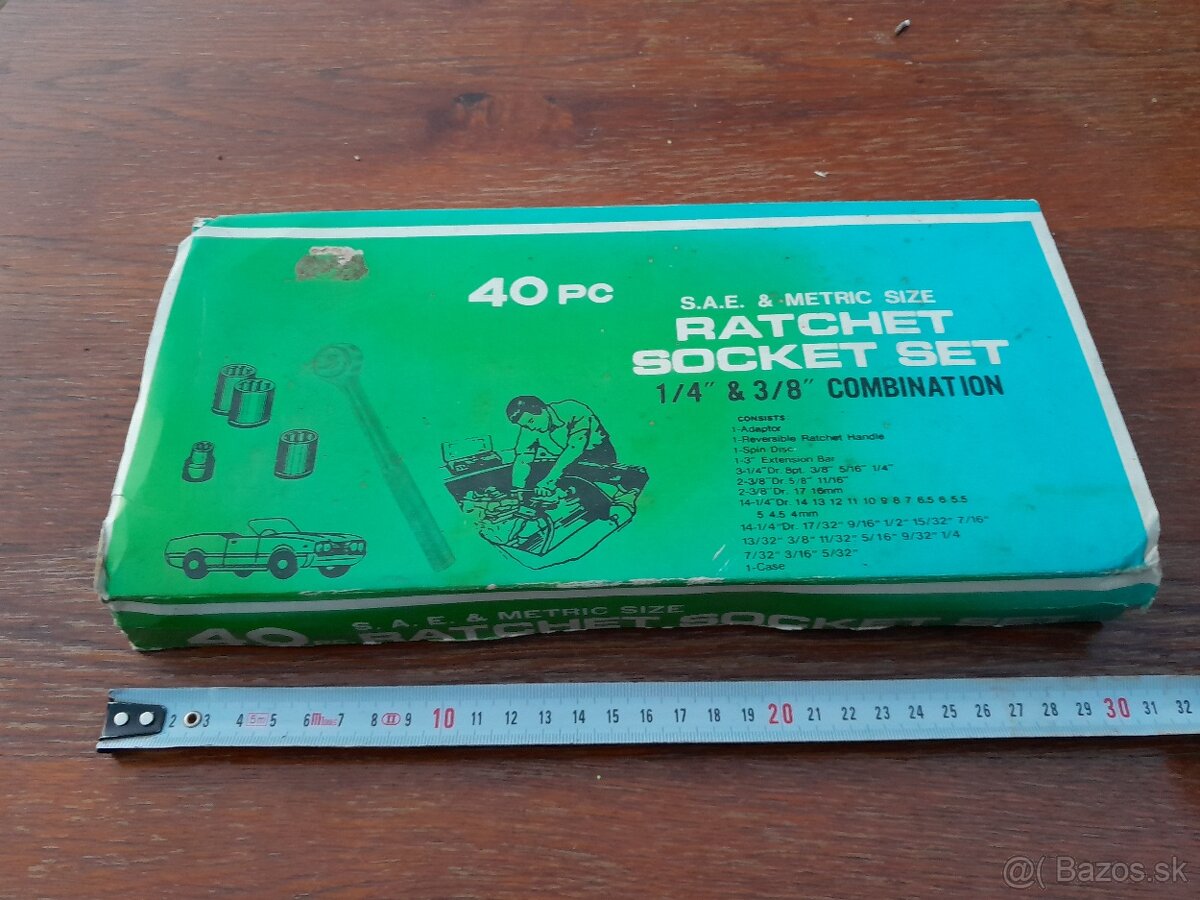 40 PC
S.A.E. & METRIC SIZE
RATCHET
SOCKET SET
1/4" & 3/8" COMBINATION
CONSISTS
1-Adaptor
1-Reversible Ratchet Handle
1-Spin Disc
1-3" Extension Bar
3-1/4"Dr. 8pt. 3/8" 5/16" 1/4"
2-3/8"Dr 5/8" 11/16"
2-3/8"Dr. 17 16mm
14-1/4"Dr. 14 13 12 11 10 9 8 7 6.5 6 5.5
5 4.5 4mm
14-1/4"Dr. 17/32" 9/16" 1/2" 15/32" 7/16"
13/32" 3/8" 11/32" 5/16" 9/32" 1/4
7/32" 3/16" 5/32"
1-Case
S.A.E. & METRIC SIZE
40 PC RATCHET SOCKET SET
2 3 4 5m 5 6 7 8 II 9 10 11 12 13 14 15 16 17 18 19 20 21 22 23 24 25 26 27 28 29 30 31 32
@( Bazos.sk